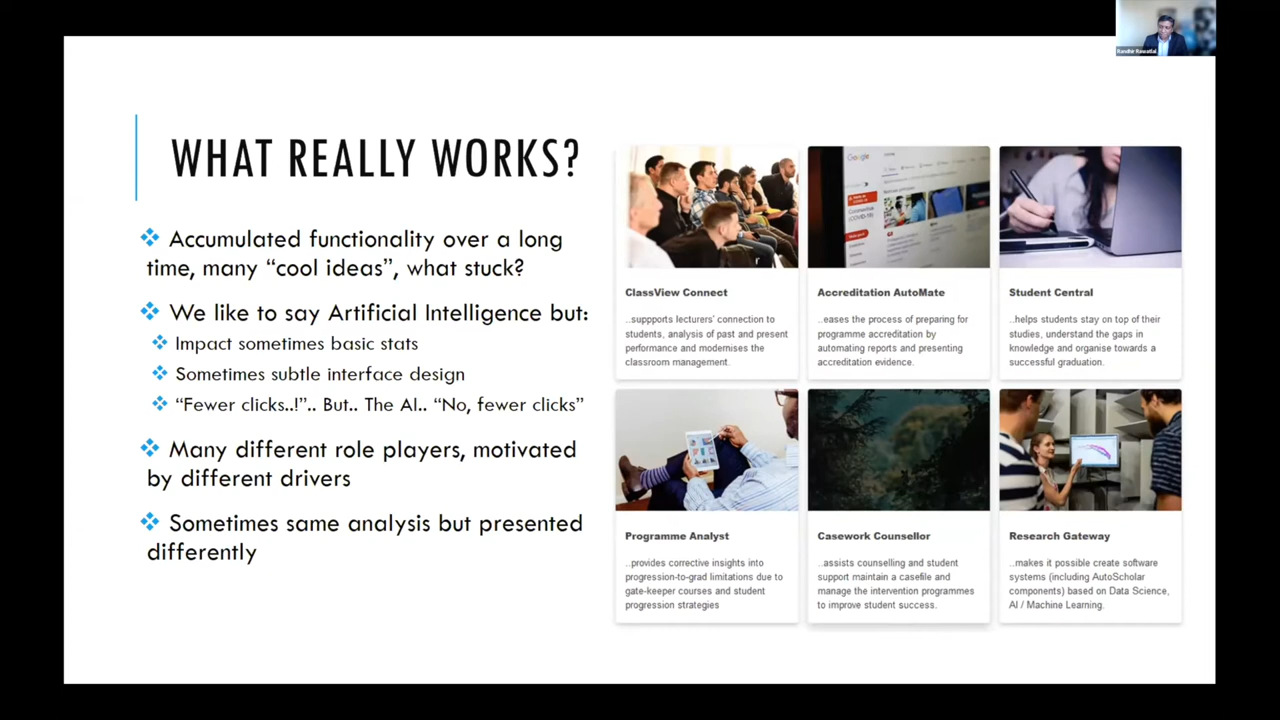 Randhir Rawatlal
WHAT REALLY WORKS?
Accumulated functionality over a long
time, many “cool ideas”, what stuck?
We like to say Artificial Intelligence but:
Impact sometimes basic stats
Sometimes subtle interface design
“Fewer clicks..!”.. But.. The AI.. “No, fewer clicks”
Many different role players, motivated
by different drivers
Sometimes same analysis but presented
differently
Google
ClassView Connect
..suppports lecturers' connection to
students, analysis of past and present
performance and modernises the
classroom management.
Accreditation AutoMate
..eases the process of preparing for
programme accreditation by
automating reports and presenting
accreditation evidence.
Student Central
..helps students stay on top of their
studies, understand the gaps in
knowledge and organise towards a
successful graduation.
Programme Analyst
..provides corrective insights into
progression-to-grad limitations due to
gate-keeper courses and student
progression strategies
Casework Counsellor
..assists counselling and student
support maintain a casefile and
manage the intervention programmes
to improve student success.
Research Gateway
..makes it possible create software
systems (including AutoScholar
components) based on Data Science,
AI / Machine Learning.